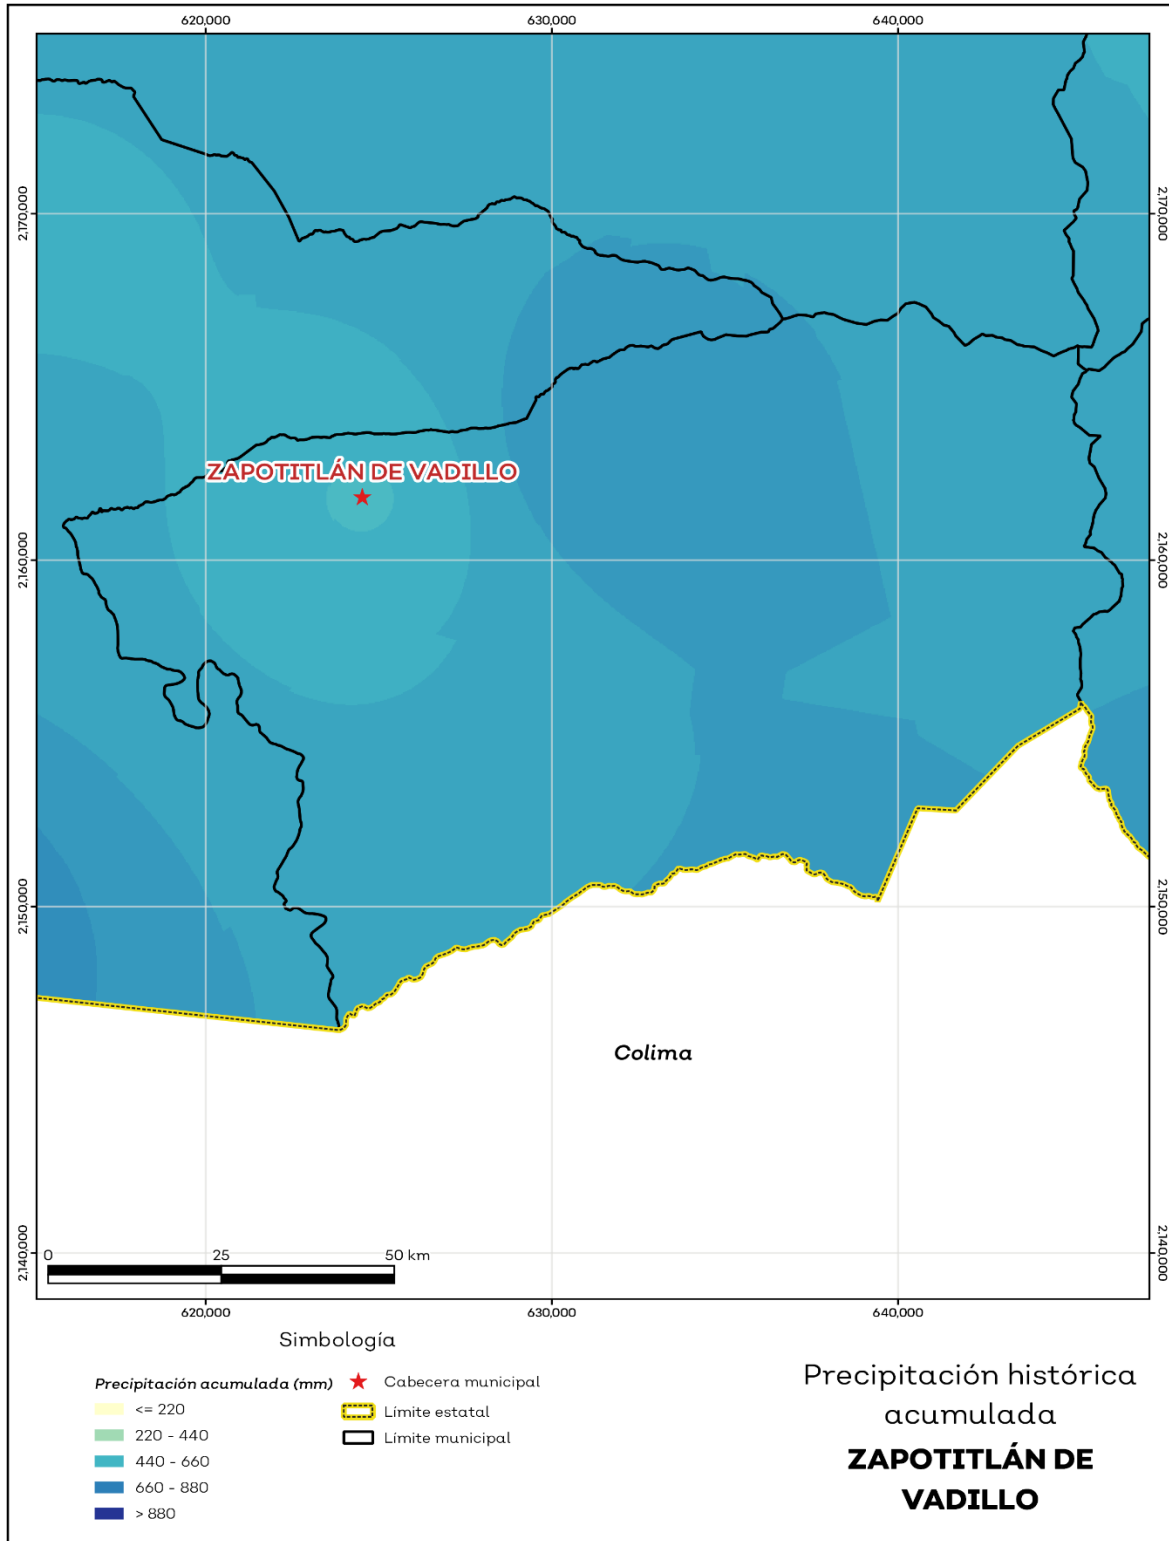 620,000 630,000 640,000
2,170,000 2,170,000
ZAPOTITLÁN DE VADILLO
2,160,000 2,160,000
2,150,000 2,150,000
Colima
2,140,000 2,140,000
0 25 50 km
620,000 630,000 640,000
Simbología
Precipitación acumulada (mm)
<= 220
220 - 440
440 - 660
660 - 880
> 880
Cabecera municipal
Límite estatal
Límite municipal
Precipitación histórica
acumulada
ZAPOTITLÁN DE
VADILLO